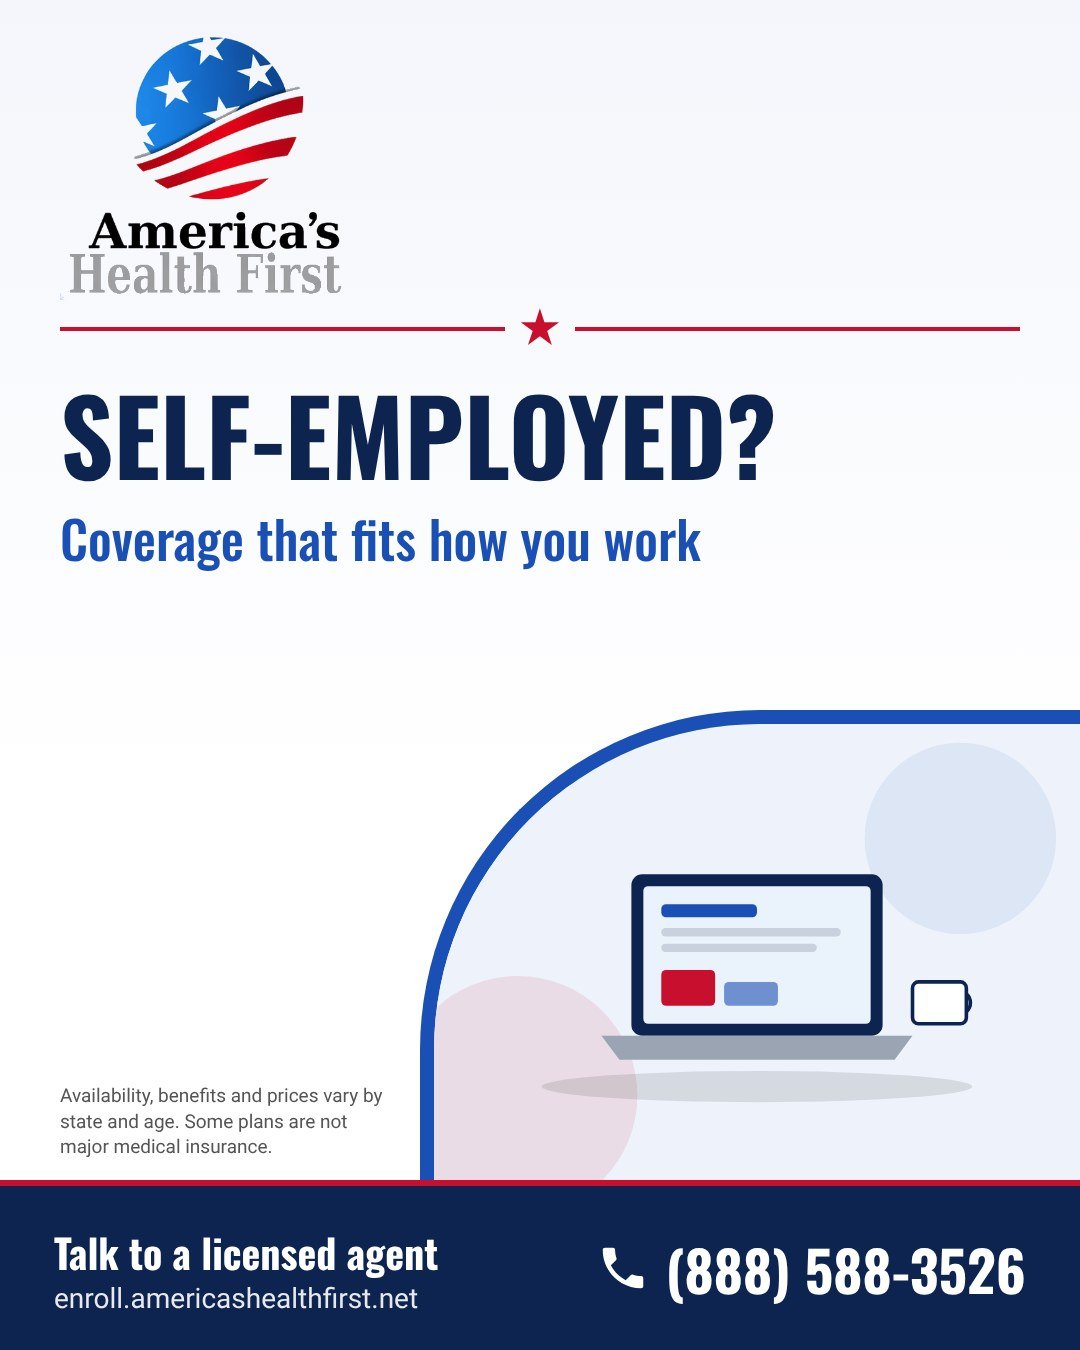 America's
Health First
SELF-EMPLOYED?
Coverage that fits how you work
Availability, benefits and prices vary by
state and age. Some plans are not
major medical insurance.
Talk to a licensed agent
enroll.americashealthfirst.net
(888) 588-3526